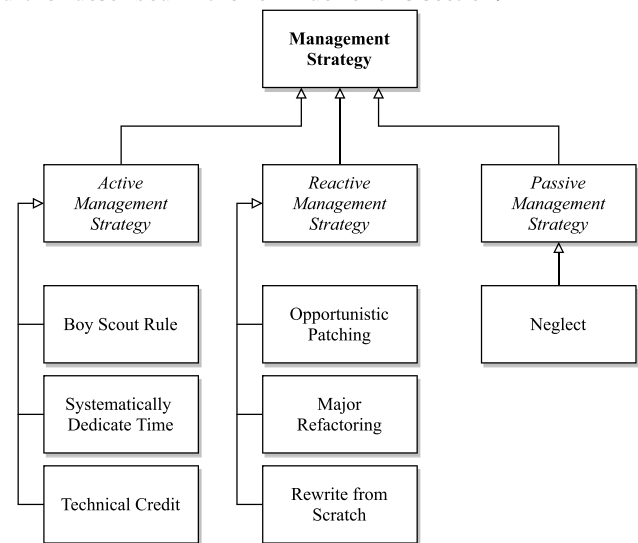 Management
Strategy
Active
Management
Strategy
Reactive
Management
Strategy
Passive
Management
Strategy
Boy Scout Rule
Opportunistic
Patching
Neglect
Systematically
Dedicate Time
Major
Refactoring
Technical Credit
Rewrite from
Scratch